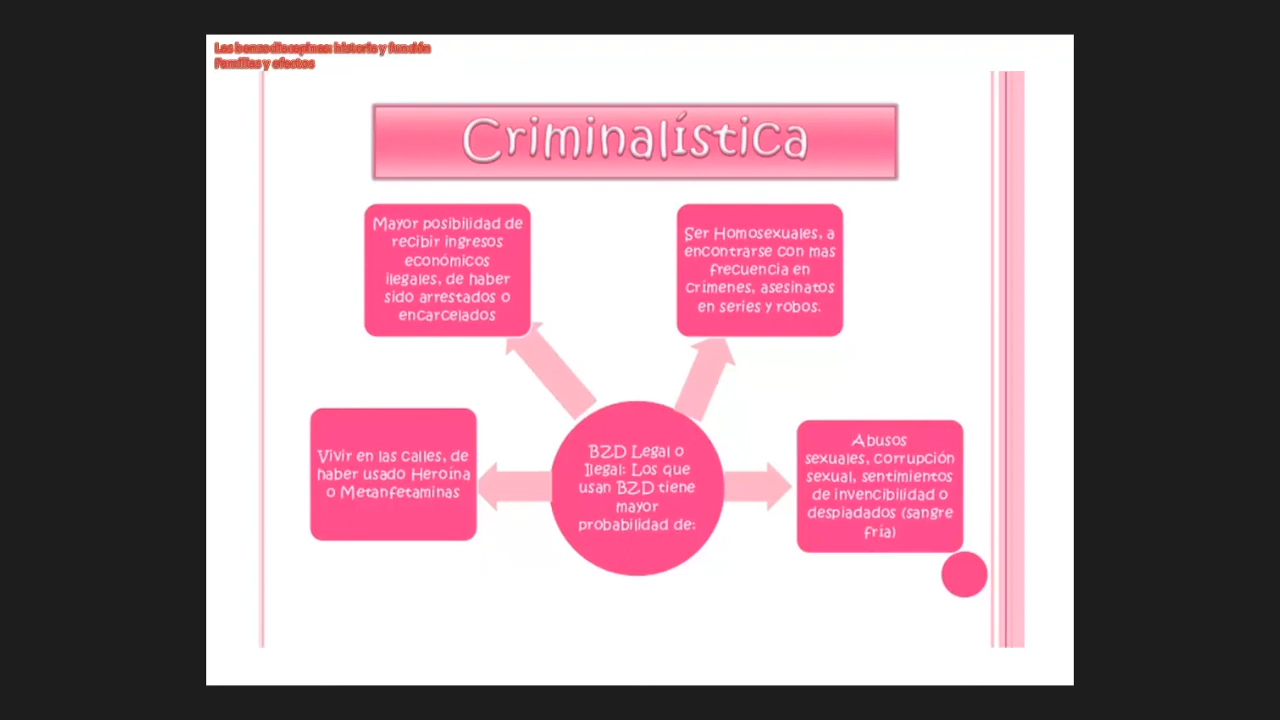 Las benzodiacepinas: historia y función
Familias y efectos
Criminalística
Mayor posibilidad de
recibir ingresos
económicos
ilegales, de haber
sido arrestados o
encarcelados
Ser Homosexuales, a
encontrarse con mas
frecuencia en
crímenes, asesinatos
en series y robos.
Vivir en las calles, de
haber usado Heroína
o Metanfetaminas
BZD Legal o
Ilegal: Los que
usan BZD tiene
mayor
probabilidad de:
Abusos
sexuales, corrupción
sexual, sentimientos
de invencibilidad o
despiadados (sangre
fría)